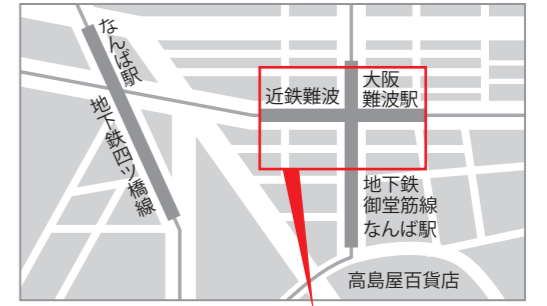 なんば駅
地下鉄四ツ橋線
近鉄難波
大阪
難波駅
地下鉄
御堂筋線
なんば駅
高島屋百貨店